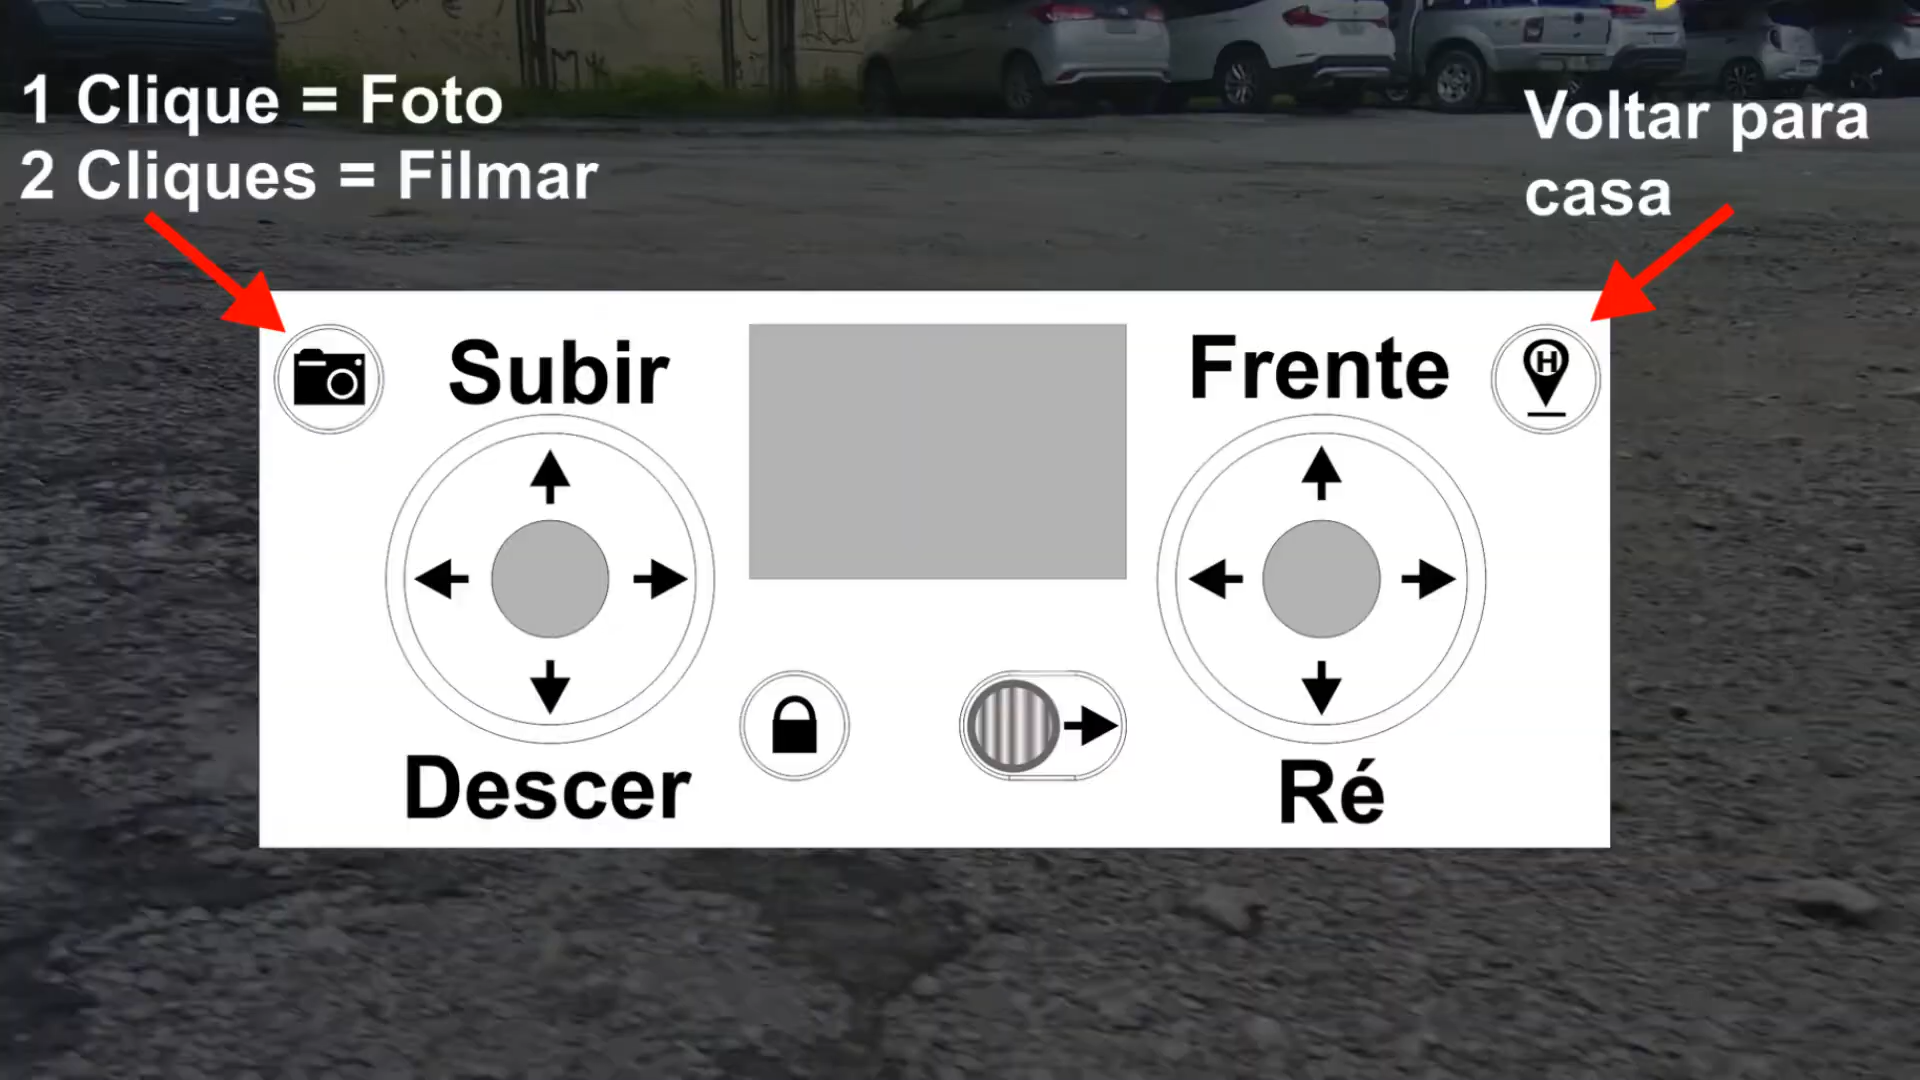 1 Clique = Foto
2 Cliques = Filmar
Voltar para
casa
Subir
Frente
H
Descer
Ré